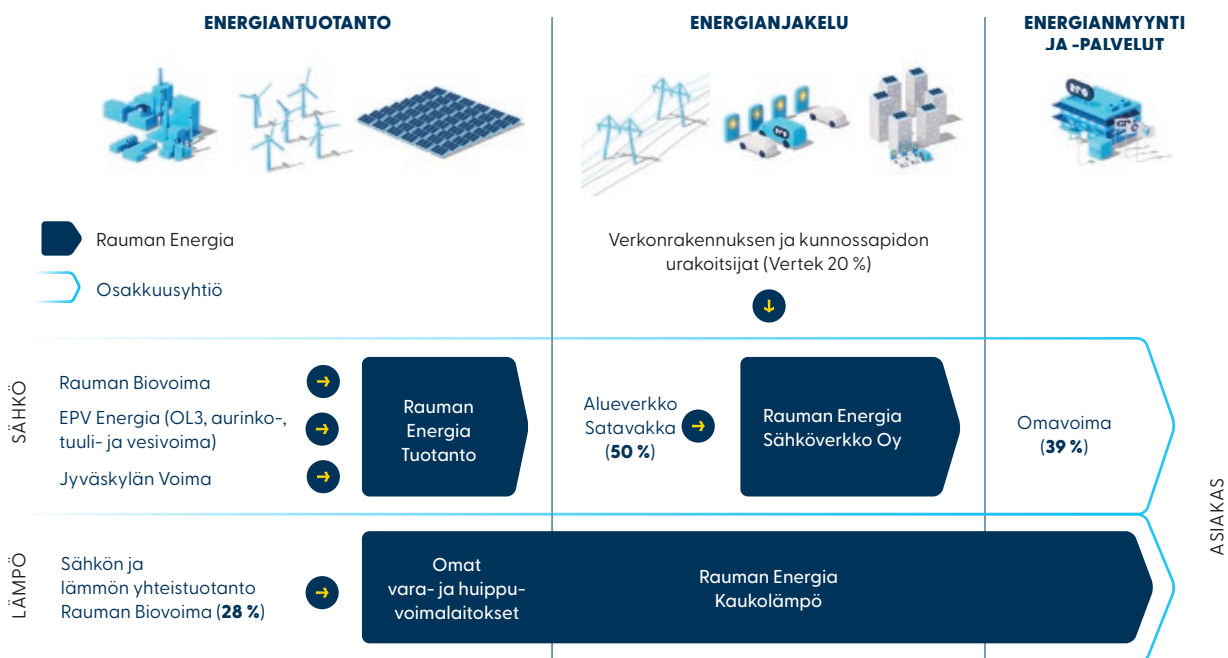 ENERGIANTUOTANTO
ENERGIANJAKELU
ENERGIANMYYNTI
JA -PALVELUT
Rauman Energia
Osakkuusyhtiö
Verkonrakennuksen ja kunnossapidon
urakoitsijat (Vertek 20 %)
SÄHKÖ
Rauman Biovoima
EPV Energia (OL3, aurinko-,
tuuli- ja vesivoima)
Jyväskylän Voima
Rauman
Energia
Tuotanto
Alueverkko
Satavakka
(50 %)
Rauman Energia
Sähköverkko Oy
Omavoima
(39 %)
ASIAKAS
LÄMPÖ
Sähkön ja
lämmön yhteistuotanto
Rauman Biovoima (28 %)
Omat
vara- ja huippu-
voimalaitokset
Rauman Energia
Kaukolämpö